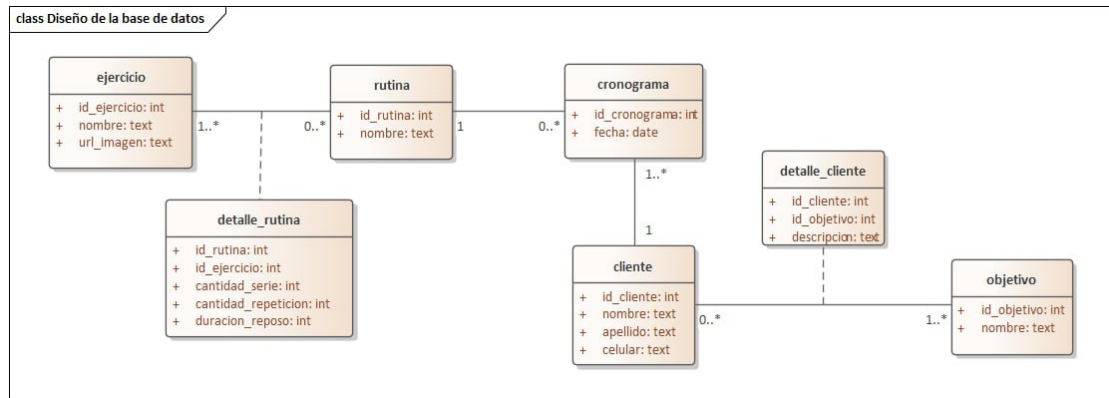 class Diseño de la base de datos
ejercicio
+ id_ejercicio: int
+ nombre: text
+ url_imagen: text
1..*
0..*
rutina
+ id_rutina: int
+ nombre: text
1
0..*
cronograma
+ id_cronograma: int
+ fecha: date
1..*
1
detalle_rutina
+ id_rutina: int
+ id_ejercicio: int
+ cantidad_serie: int
+ cantidad_repeticion: int
+ duracion_reposo: int
detalle_cliente
+ id_cliente: int
+ id_objetivo: int
+ descripcion: text
cliente
+ id_cliente: int
+ nombre: text
+ apellido: text
+ celular: text
0..*
1..*
objetivo
+ id_objetivo: int
+ nombre: text